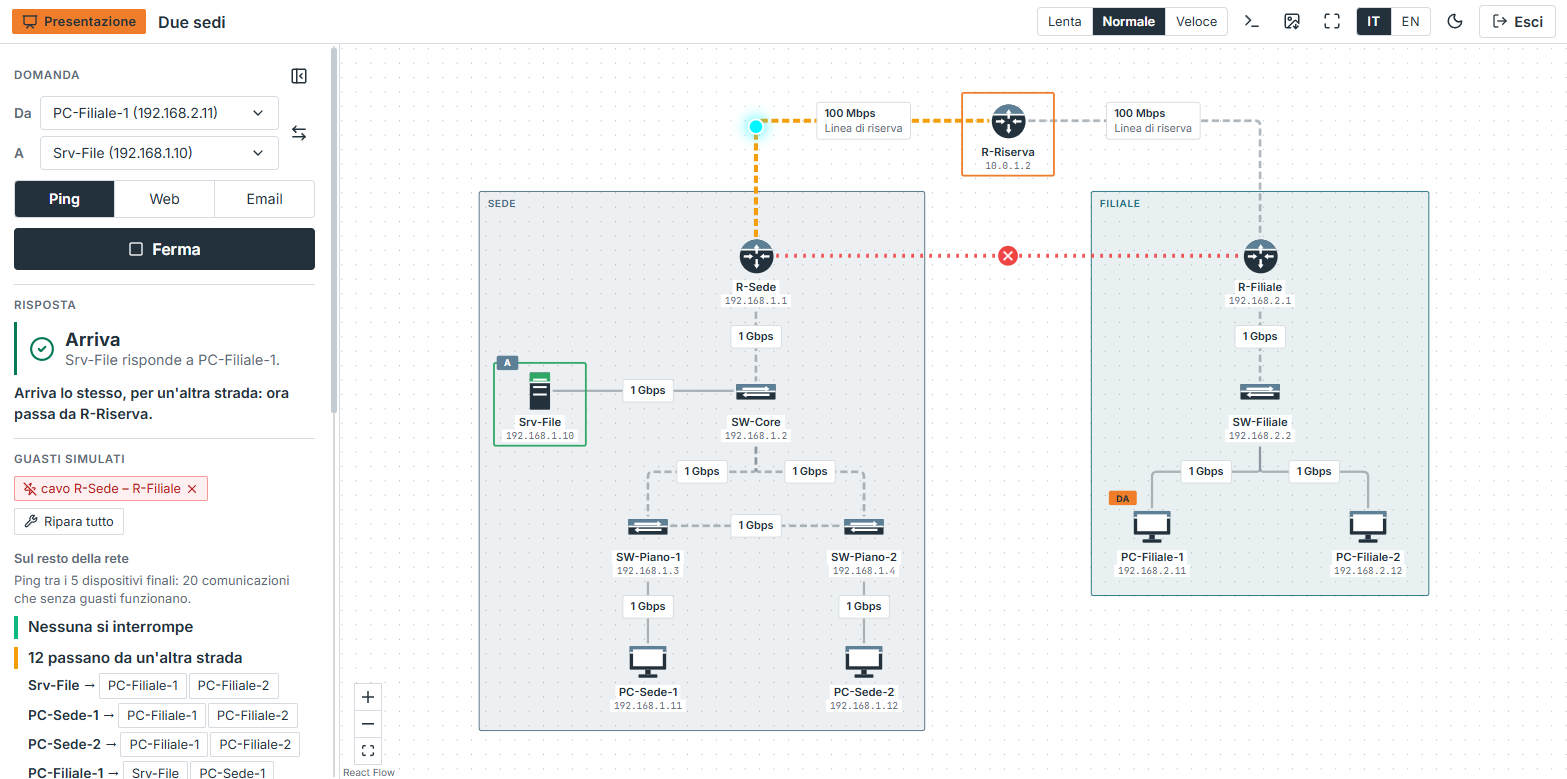 Presentazione
Due sedi
Lenta
Normale
Veloce
IT
EN
Esci
DOMANDA
Da
PC-Filiale-1 (192.168.2.11)
A
Srv-File (192.168.1.10)
Ping
Web
Email
Ferma
RISPOSTA
Arriva
Srv-File risponde a PC-Filiale-1.
Arriva lo stesso, per un'altra strada: ora
passa da R-Riserva.
GUASTI SIMULATI
cavo R-Sede – R-Filiale
Ripara tutto
Sul resto della rete
Ping tra i 5 dispositivi finali: 20 comunicazioni
che senza guasti funzionano.
Nessuna si interrompe
12 passano da un'altra strada
Srv-File → PC-Filiale-1 PC-Filiale-2
PC-Sede-1 → PC-Filiale-1 PC-Filiale-2
PC-Sede-2 → PC-Filiale-1 PC-Filiale-2
PC-Filiale-1 → Srv-File PC-Sede-1
100 Mbps
Linea di riserva
R-Riserva
10.0.1.2
100 Mbps
Linea di riserva
SEDE
R-Sede
192.168.1.1
1 Gbps
A
Srv-File
192.168.1.10
1 Gbps
SW-Core
192.168.1.2
1 Gbps
1 Gbps
SW-Piano-1
192.168.1.3
1 Gbps
SW-Piano-2
192.168.1.4
1 Gbps
1 Gbps
PC-Sede-1
192.168.1.11
PC-Sede-2
192.168.1.12
FILIALE
R-Filiale
192.168.2.1
1 Gbps
SW-Filiale
192.168.2.2
1 Gbps
1 Gbps
DA
PC-Filiale-1
192.168.2.11
PC-Filiale-2
192.168.2.12
React Flow